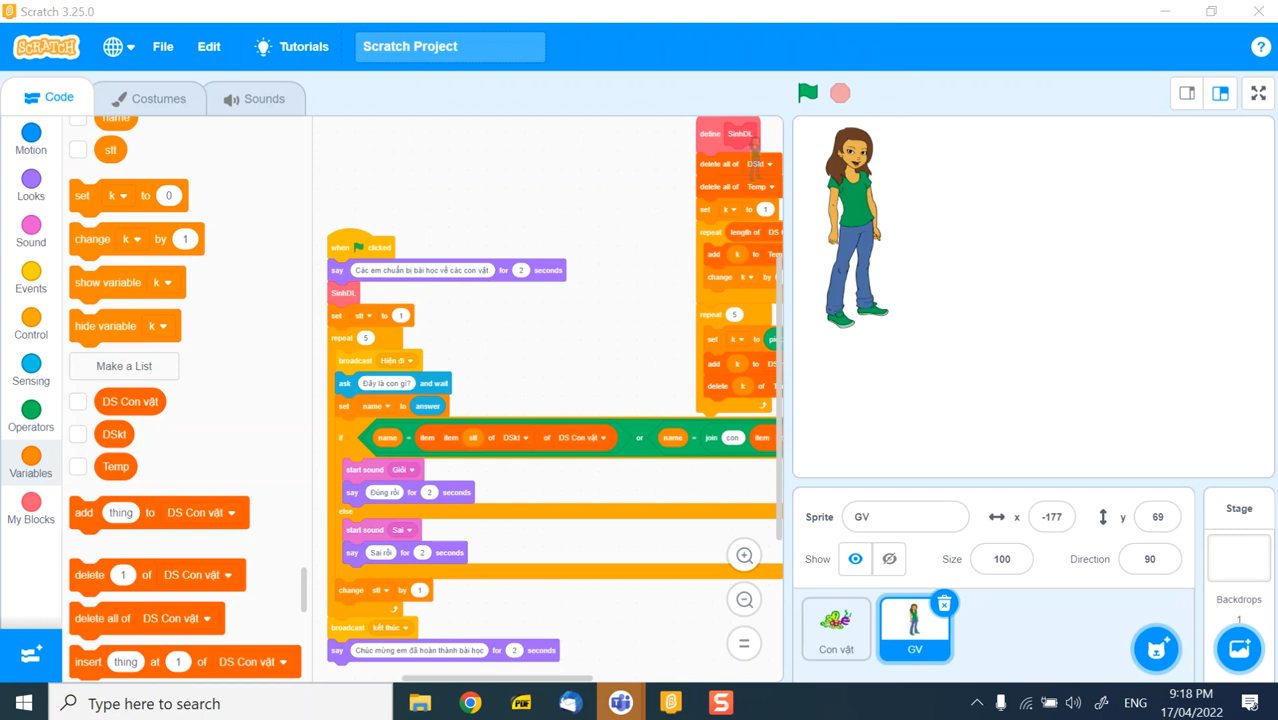 Scratch 3.25.0
SCRATCH File Edit Tutorials Scratch Project ?
Code Costumes Sounds
Motion
Looks
Sound
Events
Control
Sensing
Operators
Variables
My Blocks
name
stt
set k to 0
change k by 1
show variable k
hide variable k
Make a List
DS Con vật
DSkt
Temp
add thing to DS Con vật
delete 1 of DS Con vật
delete all of DS Con vật
insert thing at 1 of DS Con vật
when clicked
say Các em chuẩn bị bài học về các con vật for 2 seconds
SinhDL
set stt to 1
repeat 5
broadcast Hiện đi
ask Đây là con gì? and wait
set name to answer
if name = item item stt of DSkt of DS Con vật or name = join con item
start sound Giỏi
say Đúng rồi for 2 seconds
else
start sound Sai
say Sai rồi for 2 seconds
change stt by 1
broadcast kết thúc
say Chúc mừng em đã hoàn thành bài học for 2 seconds
define SinhDL
delete all of DSkt
delete all of Temp
set k to 1
repeat length of DS
add k to
change k by
repeat 5
set k to
add k to
delete k of
Sprite GV x -177 y 69
Show Size 100 Direction 90
Con vật
GV
Stage
Backdrops
1
Type here to search
PDF
S
ENG
9:18 PM
17/04/2022